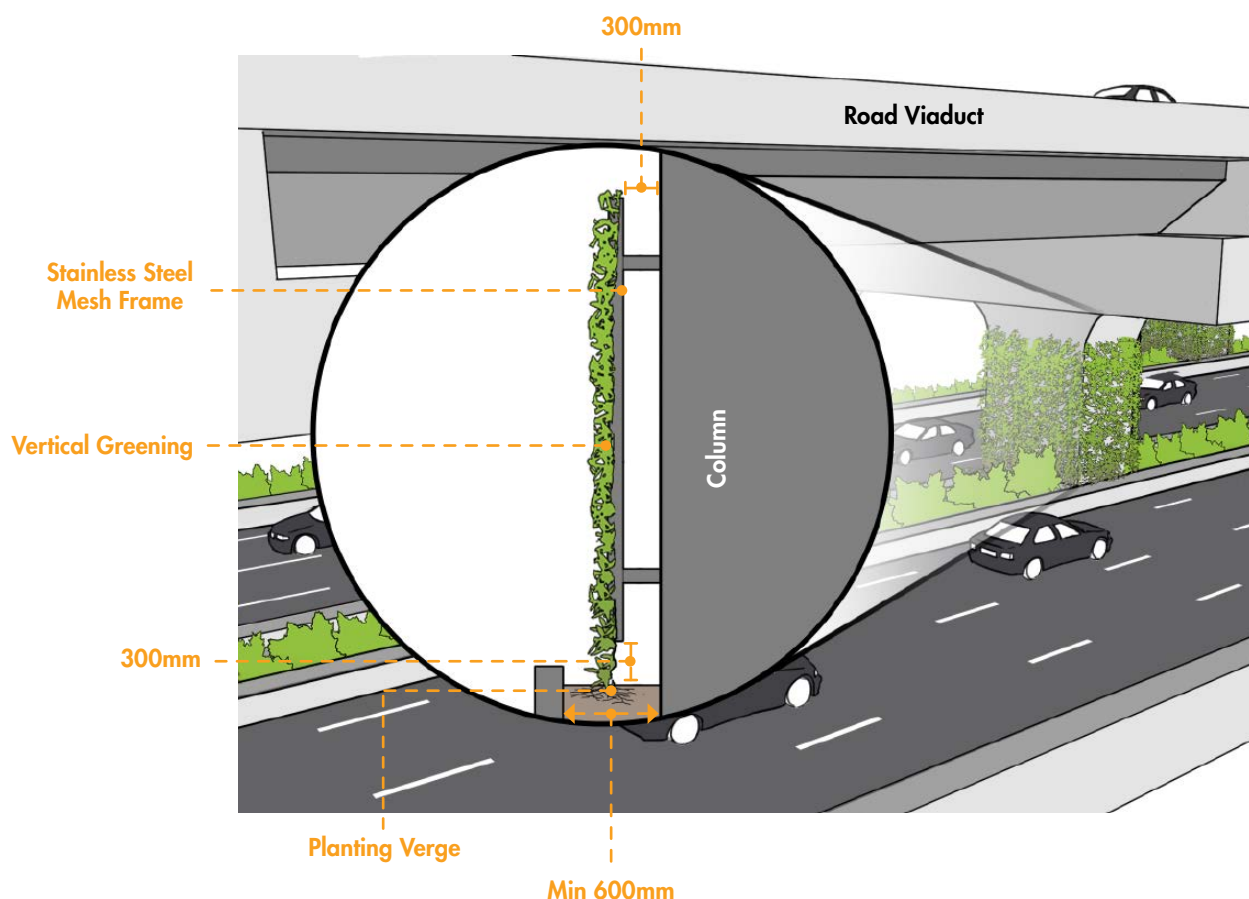 300mm
Road Viaduct
Stainless Steel
Mesh Frame
Vertical Greening
Column
300mm
Planting Verge
Min 600mm